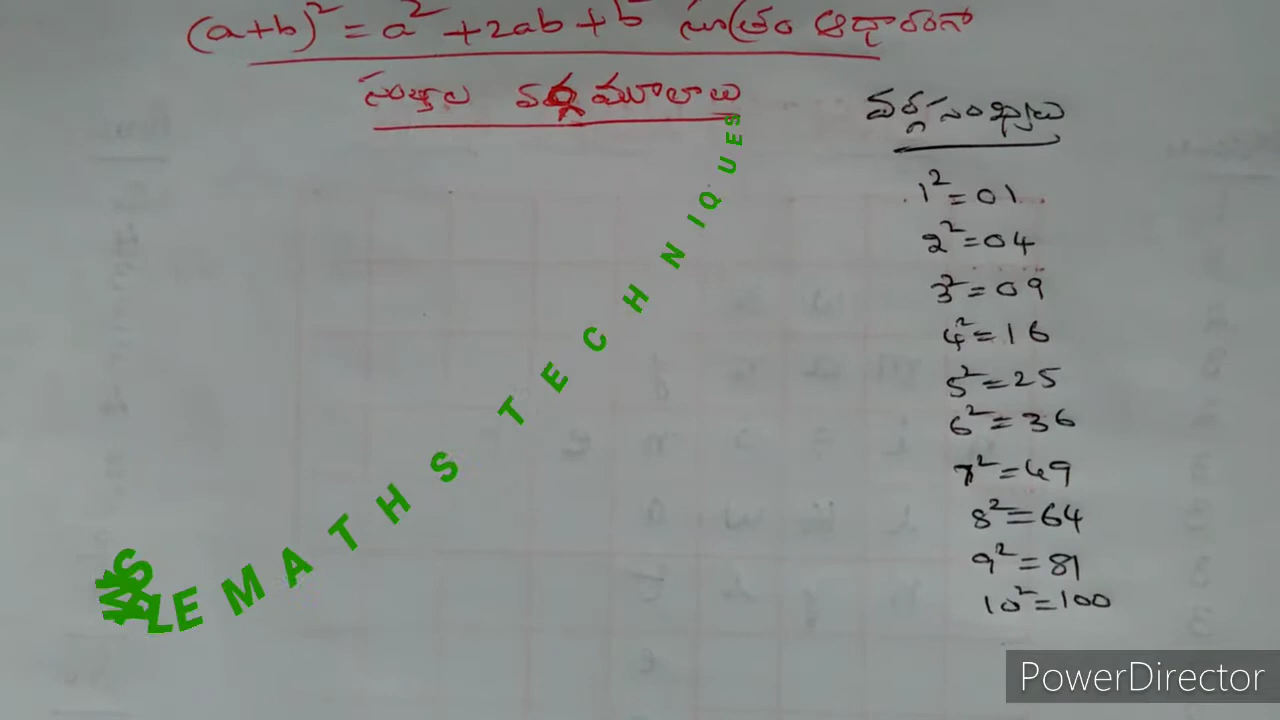 (a+b)² = a² + 2ab + b² సూత్రం ఆధారంగా
సంఖ్యల వర్గమూలాలు
వర్గసంఖ్యలు
1² = 01
2² = 04
3² = 09
4² = 16
5² = 25
6² = 36
7² = 49
8² = 64
9² = 81
10² = 100
MATHS TECHNIQUES
PowerDirector